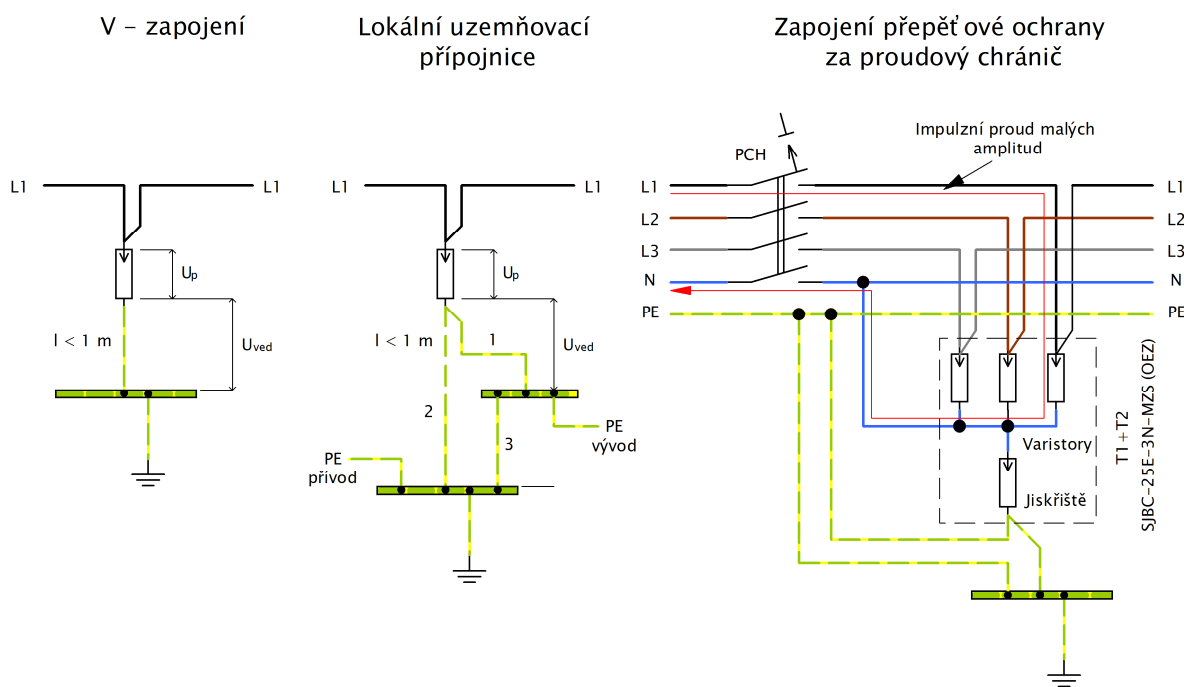 V – zapojení
Lokální uzemňovací
přípojnice
Zapojení přepěťové ochrany
za proudový chránič
L1
L1
Up
l < 1 m
Uved
L1
L1
Up
l < 1 m
1
Uved
2
3
PE
vývod
PE
přívod
Impulzní proud malých
amplitud
PCH
L1
L1
L2
L2
L3
L3
N
N
PE
PE
Varistory
Jiskřiště
T1+T2
SJBC-25E-3N-MZS (OEZ)